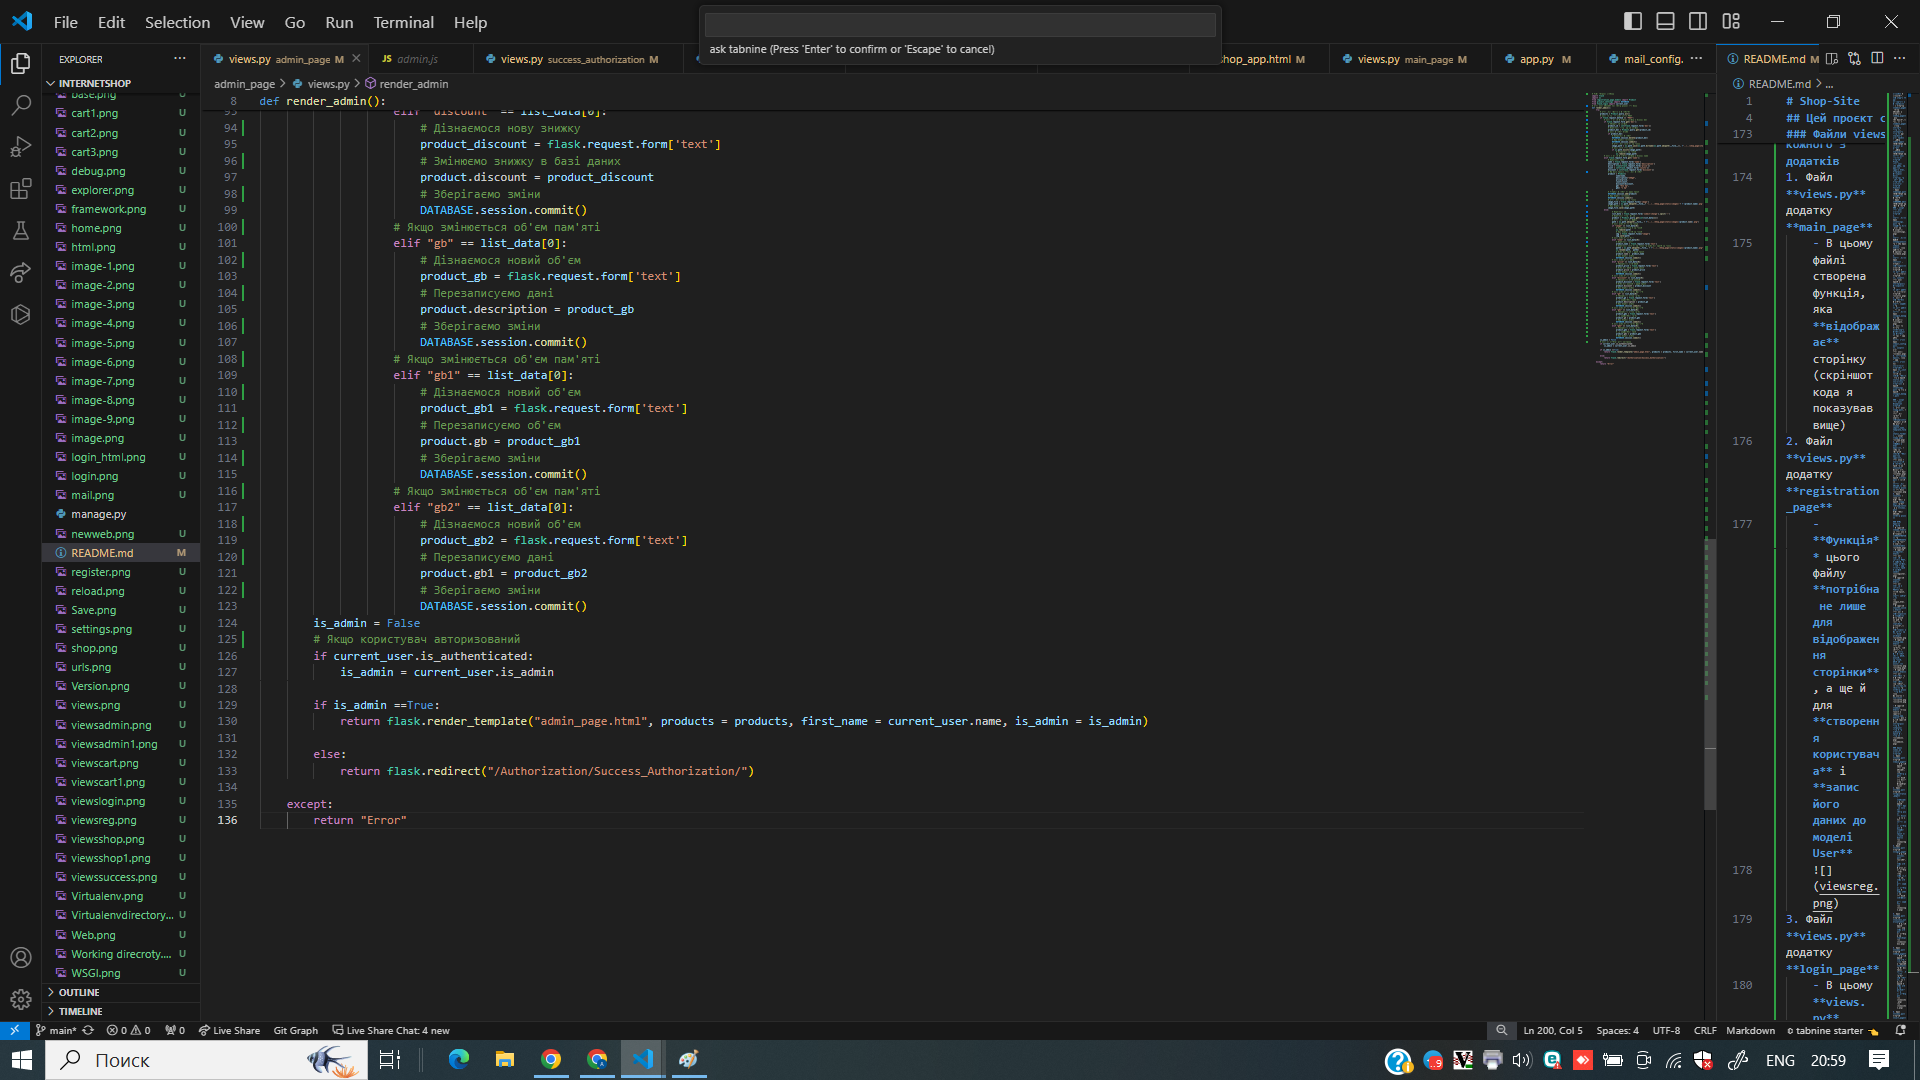 File Edit Selection View Go Run Terminal Help
ask tabnine (Press 'Enter' to confirm or 'Escape' to cancel)
EXPLORER
INTERNETSHOP
base.png U
cart1.png U
cart2.png U
cart3.png U
debug.png U
explorer.png U
framework.png U
home.png U
html.png U
image-1.png U
image-2.png U
image-3.png U
image-4.png U
image-5.png U
image-6.png U
image-7.png U
image-8.png U
image-9.png U
image.png U
login_html.png U
login.png U
mail.png U
manage.py
newweb.png U
README.md M
register.png U
reload.png U
Save.png U
settings.png U
shop.png U
urls.png U
Version.png U
views.png U
viewsadmin.png U
viewsadmin1.png U
viewscart.png U
viewscart1.png U
viewslogin.png U
viewsreg.png U
viewsshop.png U
viewsshop1.png U
viewssuccess.png U
Virtualenv.png U
Virtualenvdirectory... U
Web.png U
Working direcroty.... U
WSGI.png U
OUTLINE
TIMELINE
views.py admin_page M
JS admin.js
views.py success_authorization M
shop_app.html M
views.py main_page M
app.py M
mail_config.
admin_page > views.py > render_admin
8 def render_admin():
93 elif "discount" == list_data[0]:
94 # Дізнаємося нову знижку
95 product_discount = flask.request.form['text']
96 # Змінюємо знижку в базі даних
97 product.discount = product_discount
98 # Зберігаємо зміни
99 DATABASE.session.commit()
100 # Якщо змінюється об'єм пам'яті
101 elif "gb" == list_data[0]:
102 # Дізнаємося новий об'єм
103 product_gb = flask.request.form['text']
104 # Перезаписуємо дані
105 product.description = product_gb
106 # Зберігаємо зміни
107 DATABASE.session.commit()
108 # Якщо змінюється об'єм пам'яті
109 elif "gb1" == list_data[0]:
110 # Дізнаємося новий об'єм
111 product_gb1 = flask.request.form['text']
112 # Перезаписуємо об'єм
113 product.gb = product_gb1
114 # Зберігаємо зміни
115 DATABASE.session.commit()
116 # Якщо змінюється об'єм пам'яті
117 elif "gb2" == list_data[0]:
118 # Дізнаємося новий об'єм
119 product_gb2 = flask.request.form['text']
120 # Перезаписуємо дані
121 product.gb1 = product_gb2
122 # Зберігаємо зміни
123 DATABASE.session.commit()
124 is_admin = False
125 # Якщо користувач авторизований
126 if current_user.is_authenticated:
127 is_admin = current_user.is_admin
128
129 if is_admin ==True:
130 return flask.render_template("admin_page.html", products = products, first_name = current_user.name, is_admin = is_admin)
131
132 else:
133 return flask.redirect("/Authorization/Success_Authorization/")
134
135 except:
136 return "Error"
README.md M
README.md > ...
1 # Shop-Site
4 ## Цей проєкт с
173 ### Файли views
кожного з
додатків
174 1. Файл
**views.py**
додатку
**main_page**
175 - В цьому
файлі
створена
функція,
яка
**відображ
ає**
сторінку
(скріншот
кода я
показував
вище)
176 2. Файл
**views.py**
додатку
**registration
_page**
177 -
**Функція*
* цього
файлу
**потрібна
не лише
для
відображен
ня
сторінки**
, а ще й
для
**створенн
я
користувач
а** і
**запис
його
даних до
моделі
User**
178 ![]
(viewsreg.
png)
179 3. Файл
**views.py**
додатку
**login_page**
180 - В цьому
**views.
py**
main* 0 0 0 Live Share Git Graph Live Share Chat: 4 new
Ln 200, Col 5 Spaces: 4 UTF-8 CRLF Markdown tabnine starter
Поиск
ENG 20:59